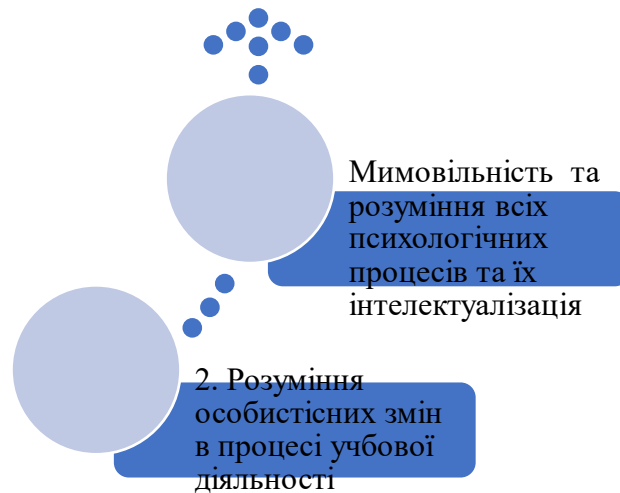 Мимовільність та
розуміння всіх
психологічних
процесів та їх
інтелектуалізація
2. Розуміння
особистісних змін
в процесі учбової
діяльності